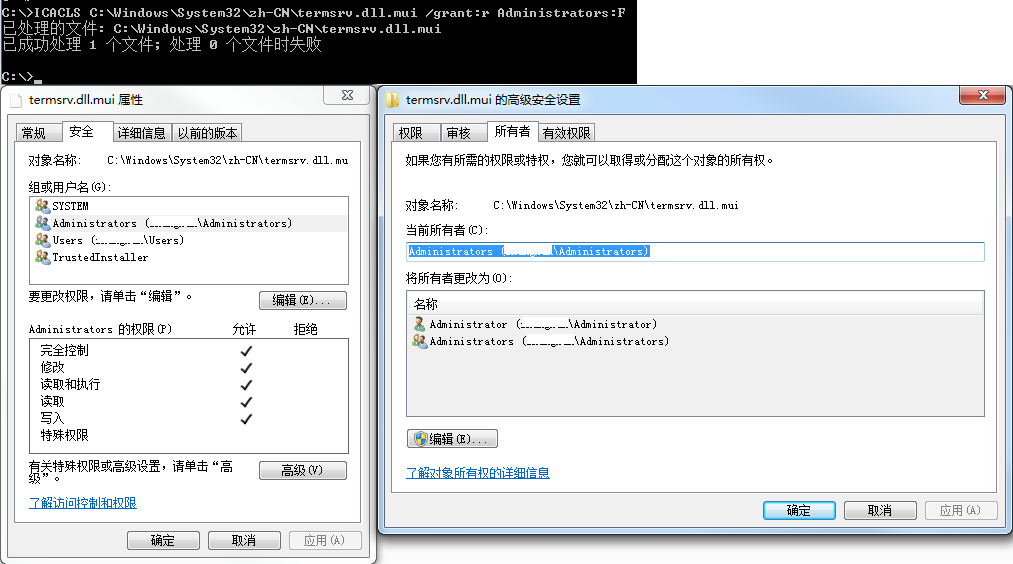 C:\>ICACLS C:\Windows\System32\zh-CN\termsrv.dll.mui /grant:r Administrators:F
已处理的文件: C:\Windows\System32\zh-CN\termsrv.dll.mui
已成功处理 1 个文件; 处理 0 个文件时失败
C:\>
termsrv.dll.mui 属性
常规 安全 详细信息 以前的版本
对象名称: C:\Windows\System32\zh-CN\termsrv.dll.mu
组或用户名(G):
SYSTEM
Administrators ( \Administrators)
Users ( \Users)
TrustedInstaller
要更改权限，请单击“编辑”。
编辑(E)...
Administrators 的权限(P) 允许 拒绝
完全控制
修改
读取和执行
读取
写入
特殊权限
有关特殊权限或高级设置，请单击“高
级”。
高级(V)
了解访问控制和权限
确定 取消 应用(A)
termsrv.dll.mui 的高级安全设置
权限 审核 所有者 有效权限
如果您有所需的权限或特权，您就可以取得或分配这个对象的所有权。
对象名称: C:\Windows\System32\zh-CN\termsrv.dll.mui
当前所有者(C):
Administrators ( \Administrators)
将所有者更改为(O):
名称
Administrator ( \Administrator)
Administrators ( \Administrators)
编辑(E)...
了解对象所有权的详细信息
确定 取消 应用(A)